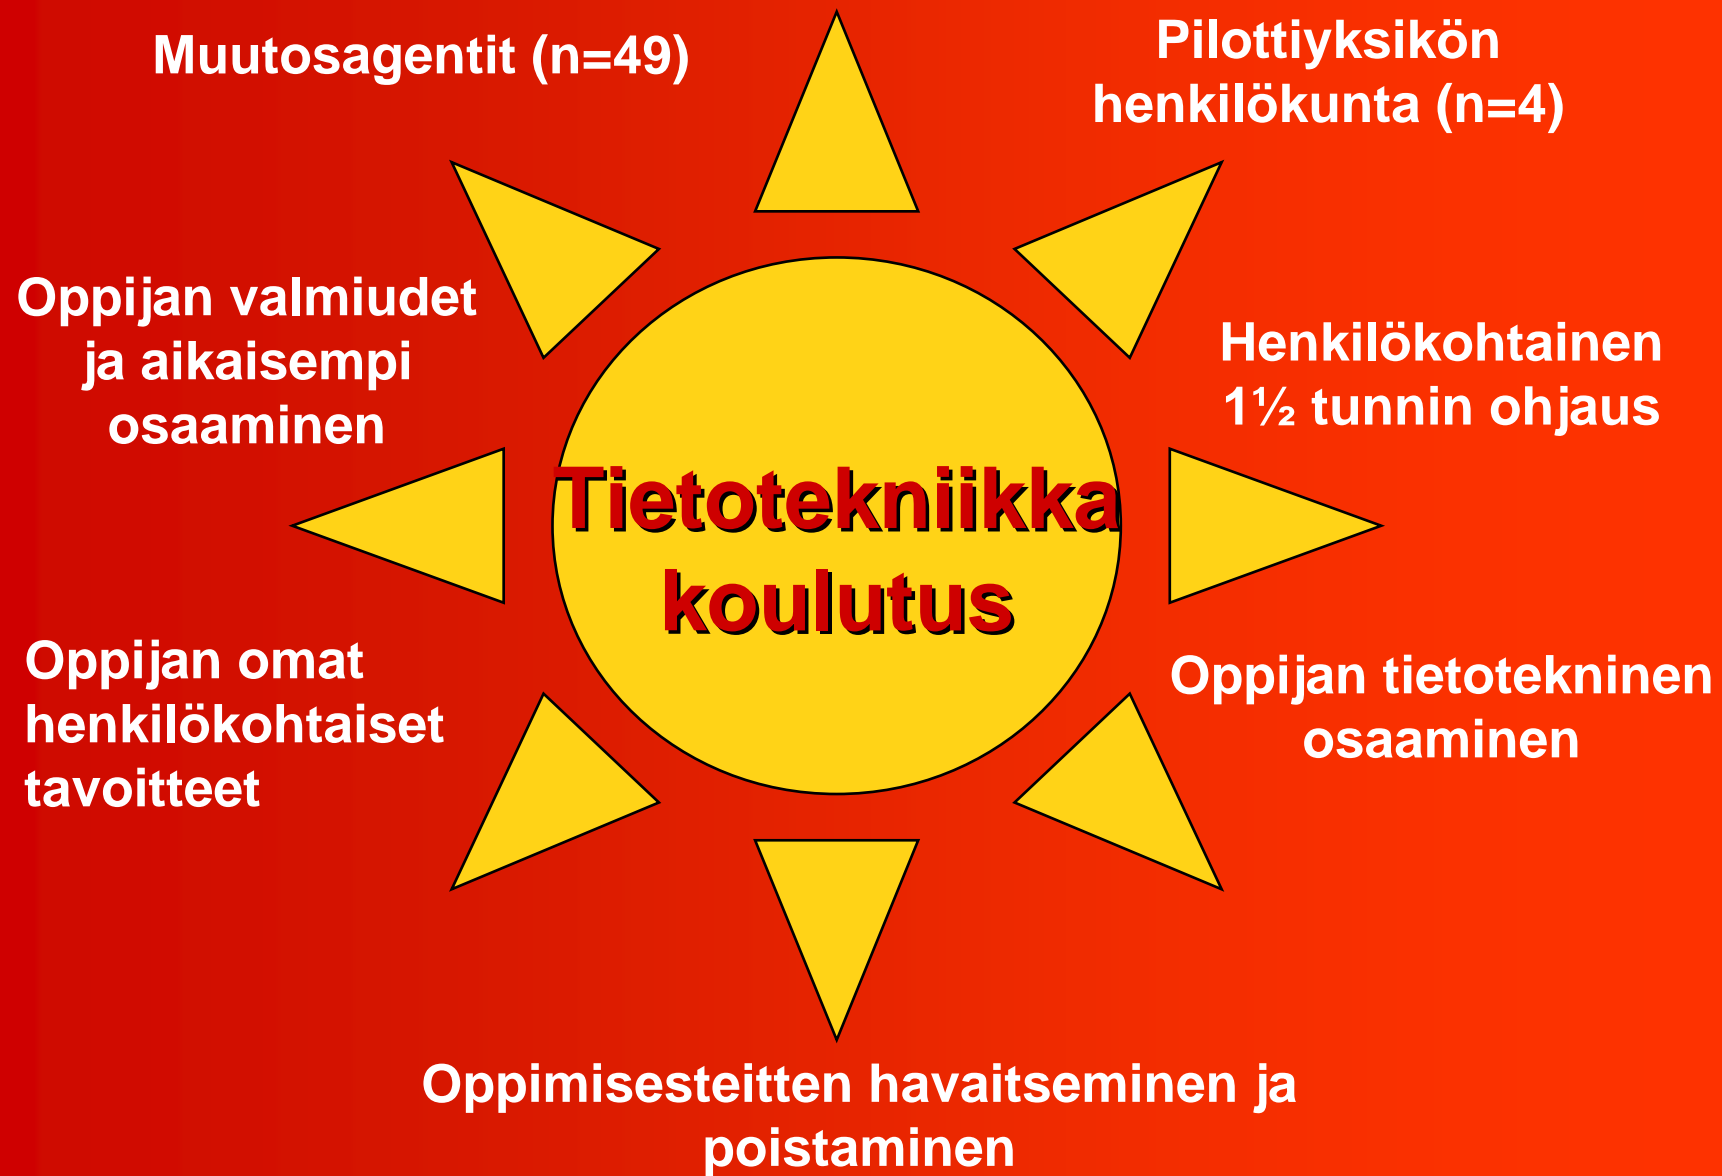 Muutosagentit (n=49)
Pilottiyksikön
henkilökunta (n=4)
Oppijan valmiudet
ja aikaisempi
osaaminen
Henkilökohtainen
1½ tunnin ohjaus
Tietotekniikka
koulutus
Oppijan omat
henkilökohtaiset
tavoitteet
Oppijan tietotekninen
osaaminen
Oppimisesteitten havaitseminen ja
poistaminen